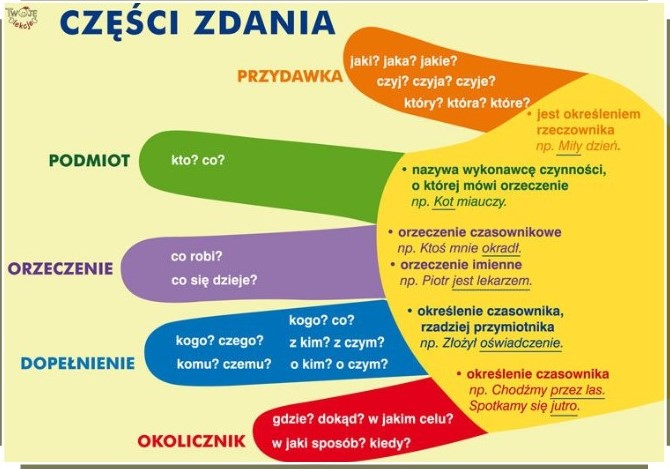 TWOJE
lekcje
CZĘŚCI ZDANIA
PRZYDAWKA
jaki? jaka? jakie?
czyj? czyja? czyje?
który? która? które?
• jest określeniem
rzeczownika
np. Miły dzień.
PODMIOT
kto? co?
• nazywa wykonawcę czynności,
o której mówi orzeczenie
np. Kot miauczy.
ORZECZENIE
co robi?
co się dzieje?
• orzeczenie czasownikowe
np. Ktoś mnie okradł.
• orzeczenie imienne
np. Piotr jest lekarzem.
DOPEŁNIENIE
kogo? co?
kogo? czego? z kim? z czym?
komu? czemu? o kim? o czym?
• określenie czasownika,
rzadziej przymiotnika
np. Złożył oświadczenie.
OKOLICZNIK
gdzie? dokąd? w jakim celu?
w jaki sposób? kiedy?
• określenie czasownika
np. Chodźmy przez las.
Spotkamy się jutro.